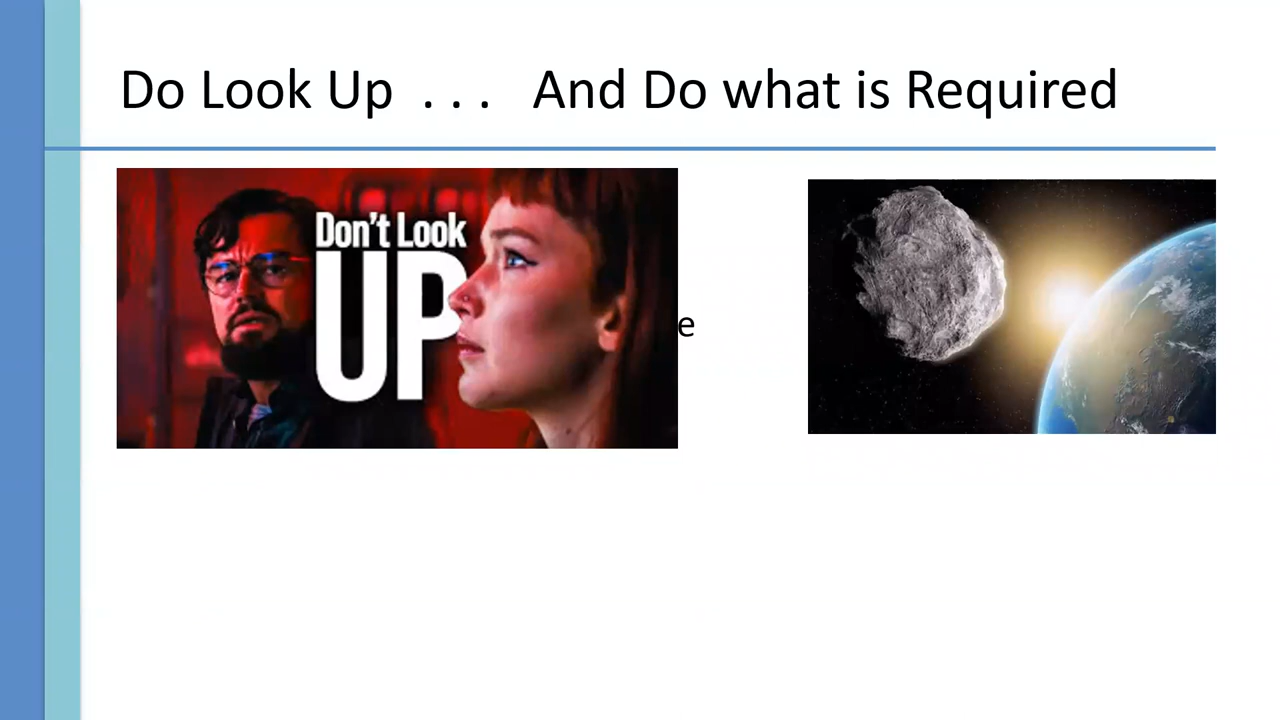 Do Look Up . . . And Do what is Required
Don't Look
UP
e